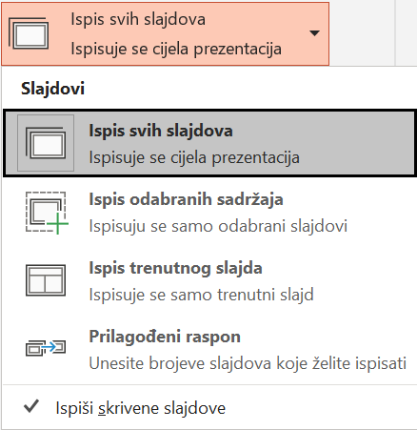 Ispis svih slajdova
Ispisuje se cijela prezentacija
Slajdovi
Ispis svih slajdova
Ispisuje se cijela prezentacija
Ispis odabranih sadržaja
Ispisuju se samo odabrani slajdovi
Ispis trenutnog slajda
Ispisuje se samo trenutni slajd
Prilagođeni raspon
Unesite brojeve slajdova koje želite ispisati
Ispiši skrivene slajdove